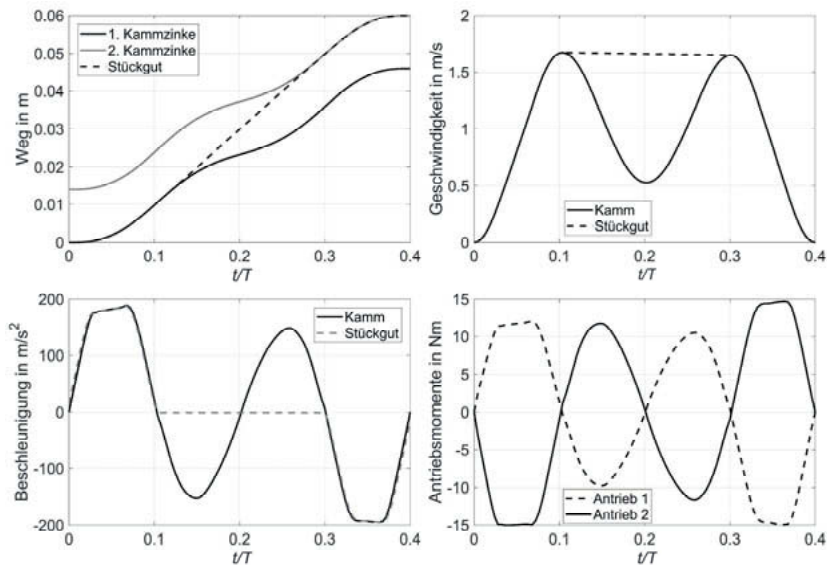 0.06
0.05
0.04
0.03
0.02
0.01
0
Weg in m
1. Kammzinke
2. Kammzinke
Stückgut
0 0.1 0.2 0.3 0.4
t/T
2
1.5
1
0.5
0
Geschwindigkeit in m/s
Kamm
Stückgut
0 0.1 0.2 0.3 0.4
t/T
200
100
0
-100
-200
Beschleunigung in m/s²
Kamm
Stückgut
0 0.1 0.2 0.3 0.4
t/T
15
10
5
0
-5
-10
-15
Antriebsmomente in Nm
Antrieb 1
Antrieb 2
0 0.1 0.2 0.3 0.4
t/T